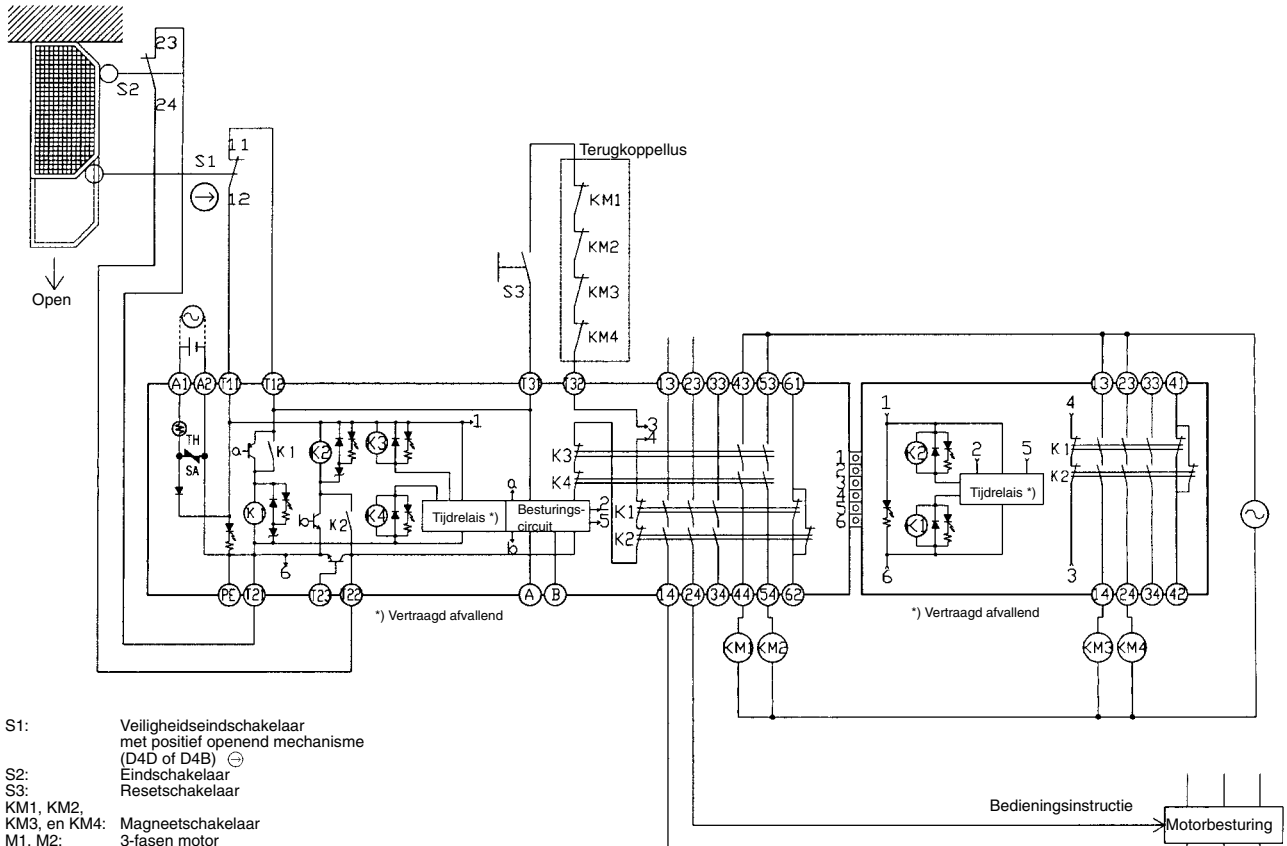 23
S2
24
11
S1
12
Open
Terugkoppellus
KM1
KM2
KM3
KM4
S3
A1 A2 T11 T12 T31 T32 13 23 33 43 53 61
13 23 33 41
TH
SA
a
K1
K1
K2
b
K2
K3
K4
1
6
Tijdrelais *)
a
b
Besturings-
circuit
2
5
3
4
K3
K4
K1
K2
1
2
3
4
5
6
1
6
K2
K1
2
5
Tijdrelais *)
4
K1
K2
3
PE T21 T23 T22 A B 14 24 34 44 54 62
14 24 34 42
*) Vertraagd afvallend
*) Vertraagd afvallend
KM1 KM2
KM3 KM4
S1: Veiligheidseindschakelaar
met positief openend mechanisme
(D4D of D4B)
S2: Eindschakelaar
S3: Resetschakelaar
KM1, KM2,
KM3, en KM4: Magneetschakelaar
M1, M2: 3-fasen motor
Bedieningsinstructie
Motorbesturing